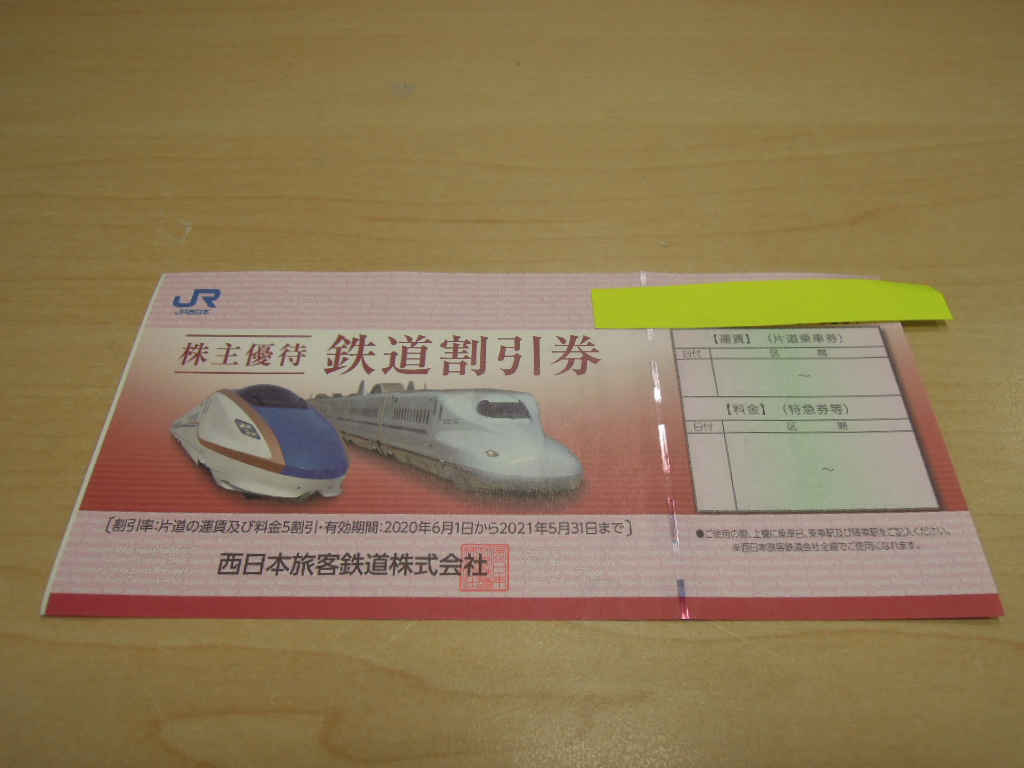 JR
JR西日本
株主優待 鉄道割引券
〔割引率:片道の運賃及び料金5割引・有効期間:2020年6月1日から2021年5月31日まで〕
西日本旅客鉄道株式会社
【運賃】 (片道乗車券)
日付 区 間
～
【料金】 (特急券等)
日付 区 間
～
●ご使用の際、上欄に乗車日、乗車駅及び降車駅をご記入ください。
※西日本旅客鉄道会社全線でご使用になれます。